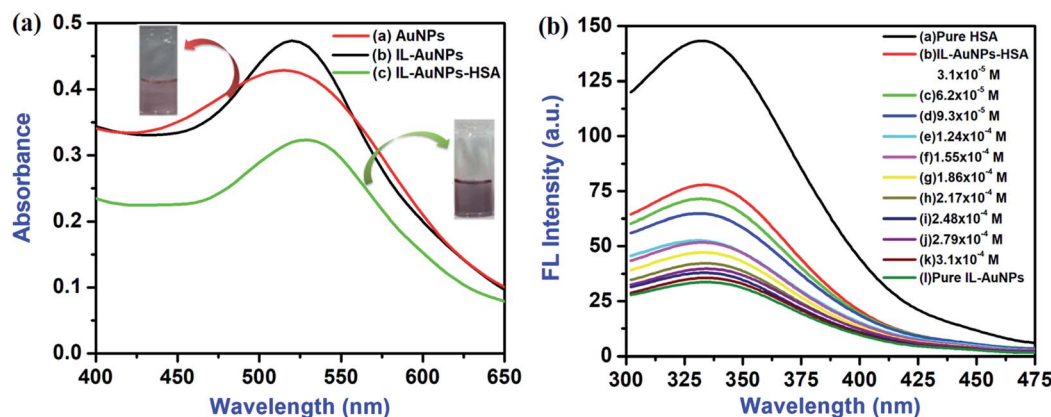 (a)
0.5
0.4
0.3
0.2
0.1
0.0
Absorbance
400 450 500 550 600 650
Wavelength (nm)
(a) AuNPs
(b) IL-AuNPs
(c) IL-AuNPs-HSA
(b)
150
125
100
75
50
25
0
FL Intensity (a.u.)
300 325 350 375 400 425 450 475
Wavelength (nm)
(a)Pure HSA
(b)IL-AuNPs-HSA
3.1x10⁻⁵ M
(c)6.2x10⁻⁵ M
(d)9.3x10⁻⁵ M
(e)1.24x10⁻⁴ M
(f)1.55x10⁻⁴ M
(g)1.86x10⁻⁴ M
(h)2.17x10⁻⁴ M
(i)2.48x10⁻⁴ M
(j)2.79x10⁻⁴ M
(k)3.1x10⁻⁴ M
(l)Pure IL-AuNPs